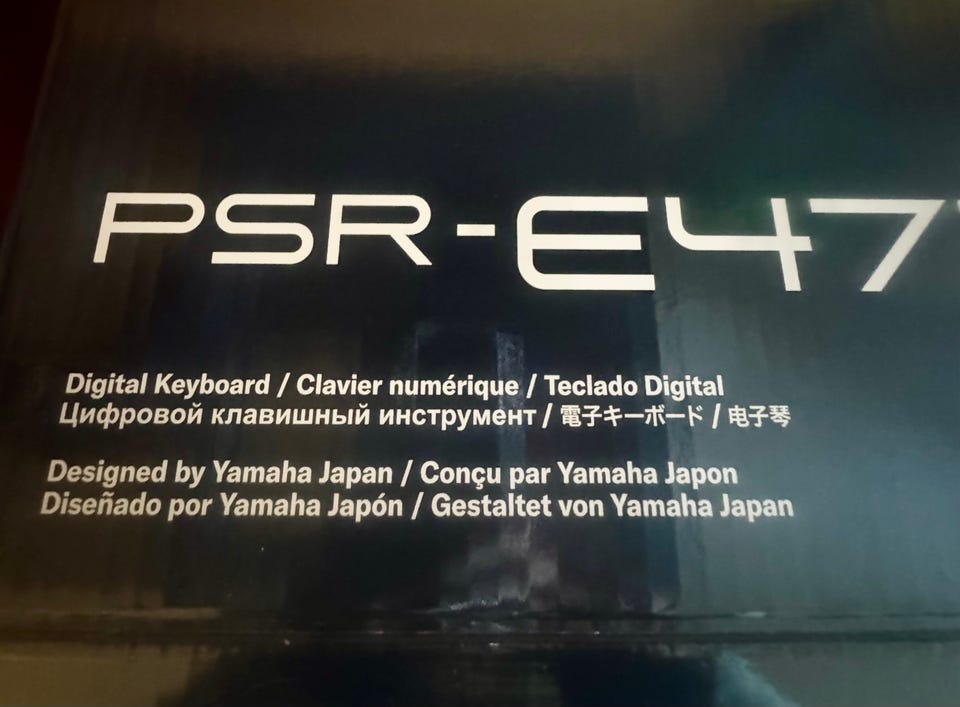 PSR-E47
Digital Keyboard / Clavier numérique / Teclado Digital
Цифровой клавишный инструмент / 電子キーボード / 电子琴
Designed by Yamaha Japan / Conçu par Yamaha Japon
Diseñado por Yamaha Japón / Gestaltet von Yamaha Japan